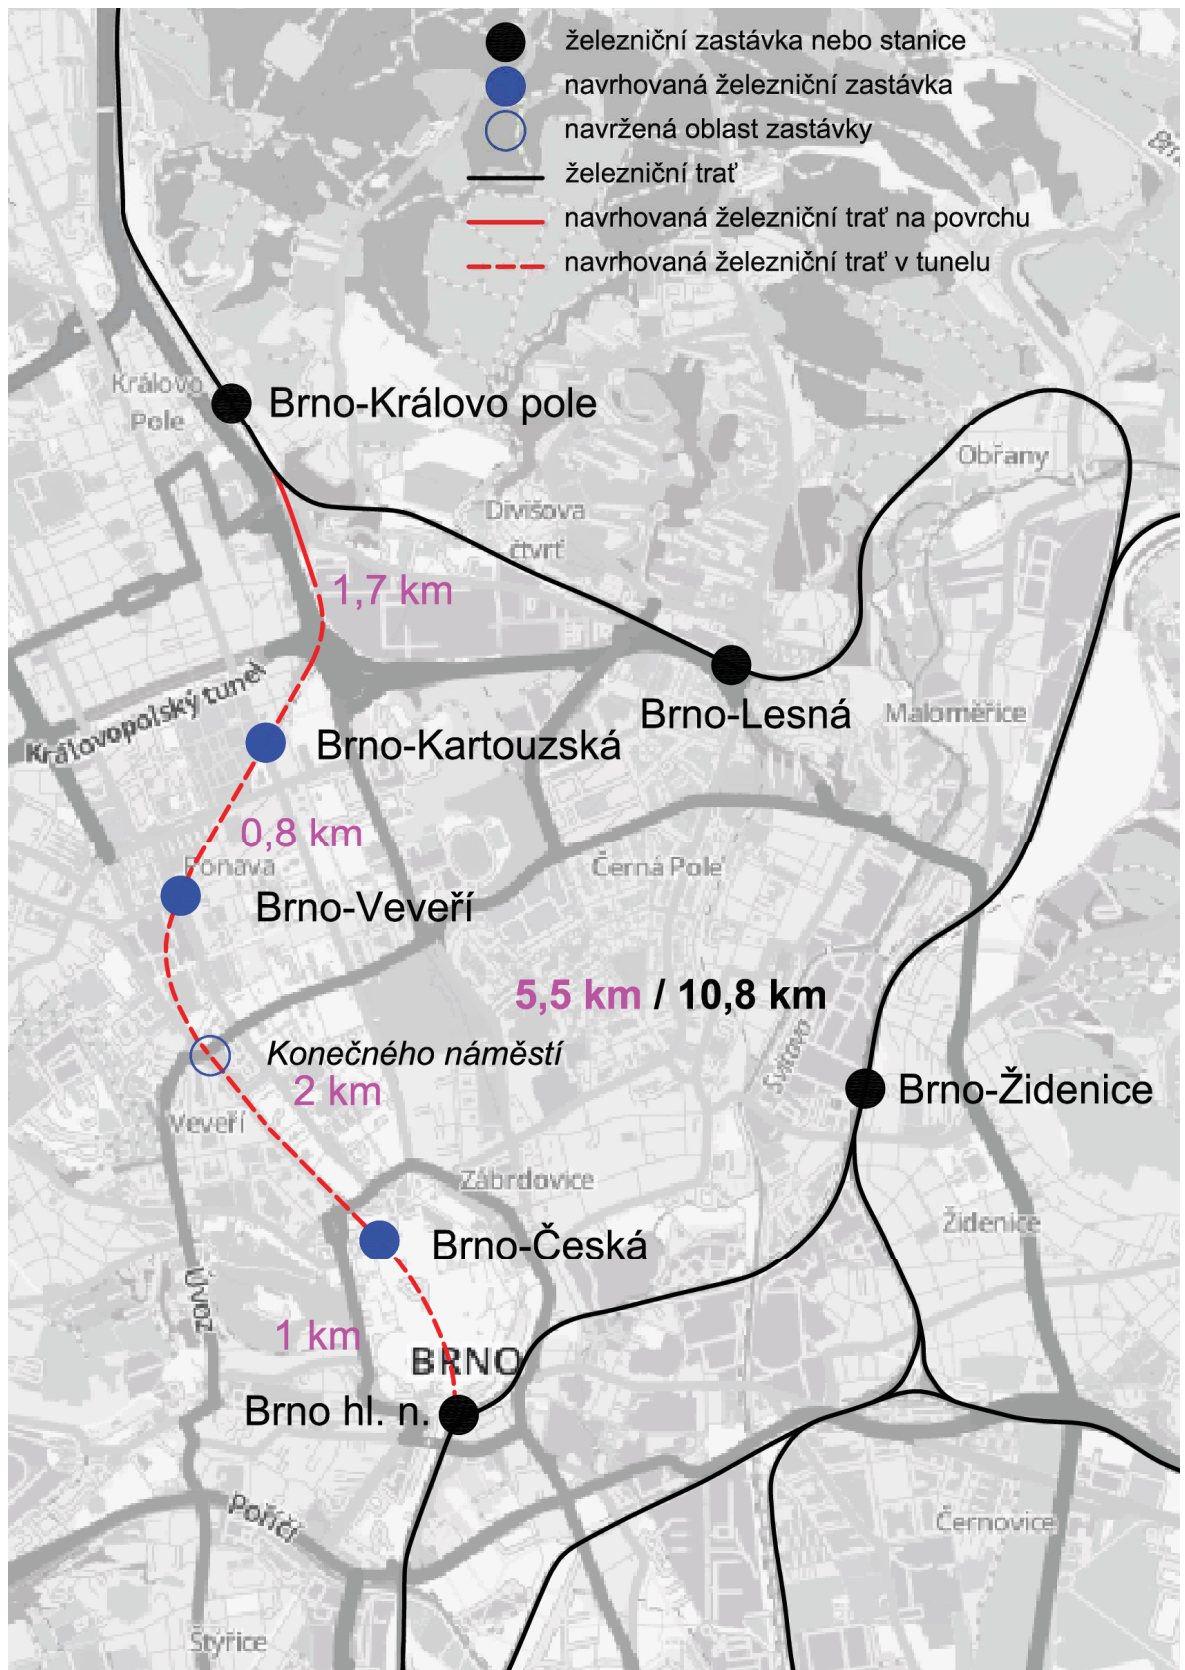 železniční zastávka nebo stanice
navrhovaná železniční zastávka
navržená oblast zastávky
železniční trať
navrhovaná železniční trať na povrchu
navrhovaná železniční trať v tunelu
Královo
Pole
Brno-Královo pole
Obřany
Divišova
čtvrť
1,7 km
Královopolský tunel
Brno-Lesná
Maloměřice
Brno-Kartouzská
0,8 km
Ponava
Černá Pole
Brno-Veveří
5,5 km / 10,8 km
Svitava
Konečného náměstí
2 km
Brno-Židenice
Veveří
Zábrdovice
Židenice
Brno-Česká
Úvoz
1 km
BRNO
Brno hl. n.
Poříčí
Černovice
Štýřice